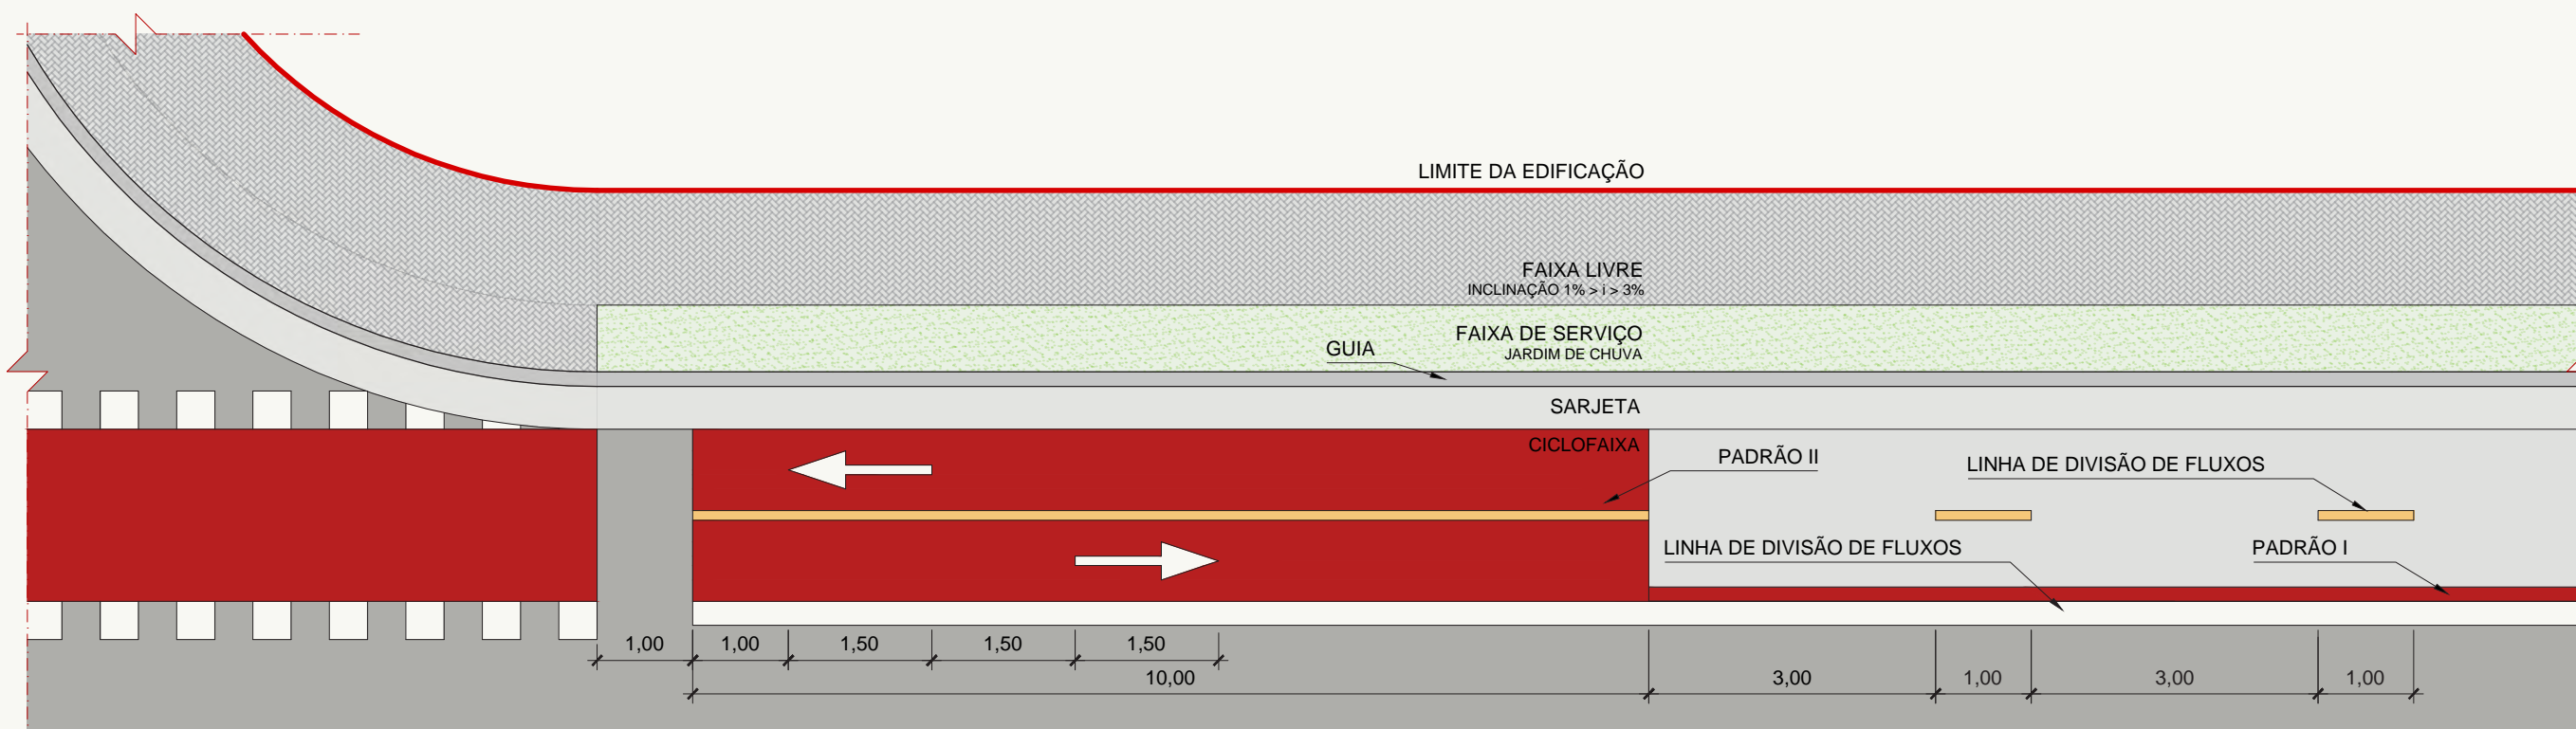 LIMITE DA EDIFICAÇÃO
FAIXA LIVRE
INCLINAÇÃO 1% > i > 3%
FAIXA DE SERVIÇO
JARDIM DE CHUVA
GUIA
SARJETA
CICLOFAIXA
PADRÃO II
LINHA DE DIVISÃO DE FLUXOS
LINHA DE DIVISÃO DE FLUXOS
PADRÃO I
1,00 1,00 1,50 1,50 1,50
10,00 3,00 1,00 3,00 1,00